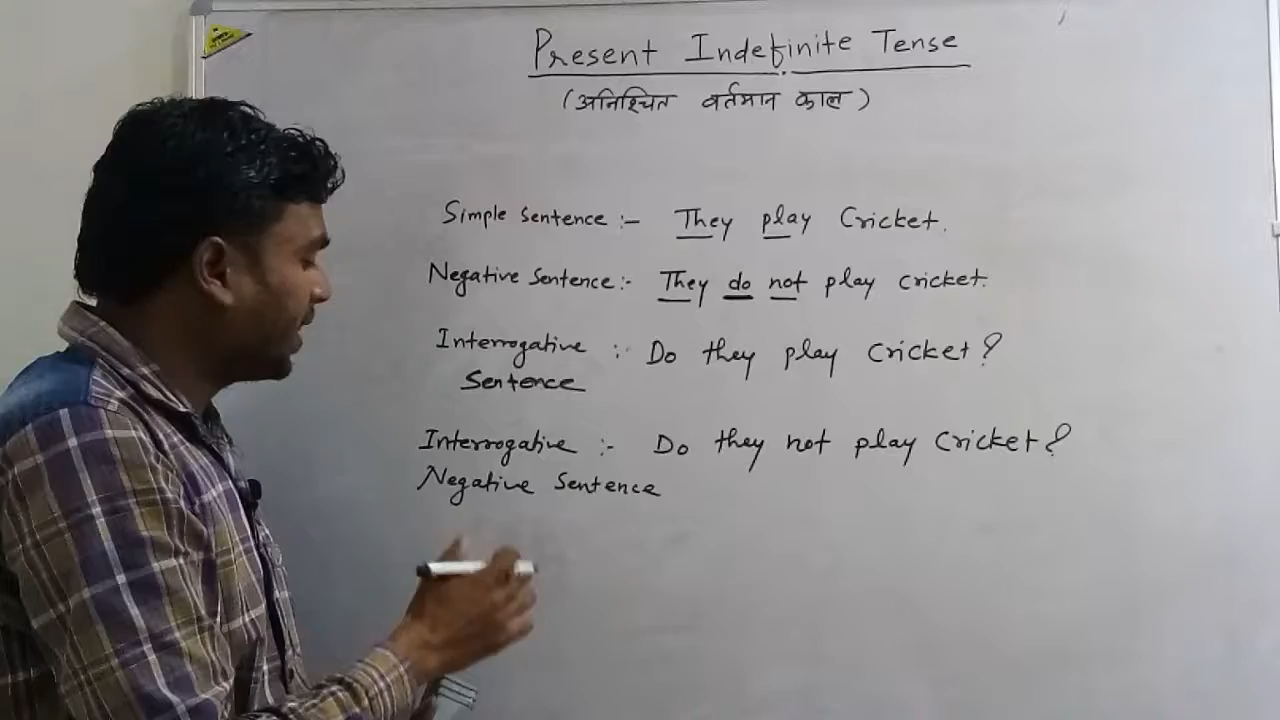 Present Indefinite Tense
(अनिश्चित वर्तमान काल)
Simple Sentence :- They play Cricket.
Negative Sentence:- They do not play cricket.
Interrogative :- Do they play Cricket?
Sentence
Interrogative :- Do they not play Cricket?
Negative Sentence